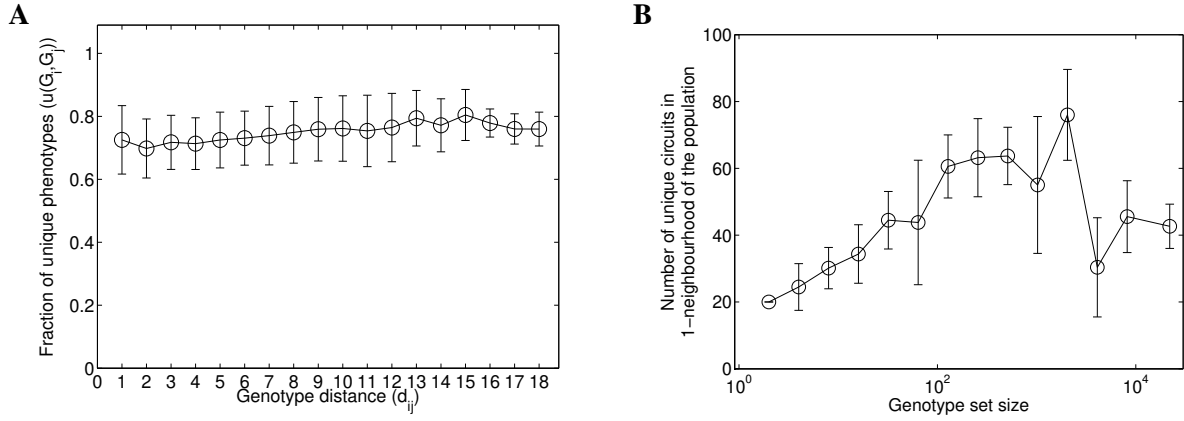 A
Fraction of unique phenotypes (u(G_i,G_j))
1
0.8
0.6
0.4
0.2
0
0 1 2 3 4 5 6 7 8 9 10 11 12 13 14 15 16 17 18
Genotype distance (d_ij)
B
Number of unique circuits in
1−neighbourhood of the population
100
80
60
40
20
0
10^0 10^2 10^4
Genotype set size